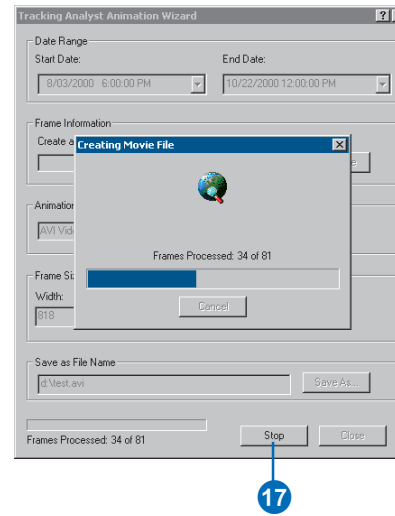 Tracking Analyst Animation Wizard
Date Range
Start Date: End Date:
8/03/2000 6:00:00 PM 10/22/2000 12:00:00 PM
Frame Information
Create a
Creating Movie File
Animation
AVI Vid
Frames Processed: 34 of 81
Cancel
Frame Si
Width:
818
Save as File Name
d:\test.avi Save As...
Frames Processed: 34 of 81 Stop Close
17